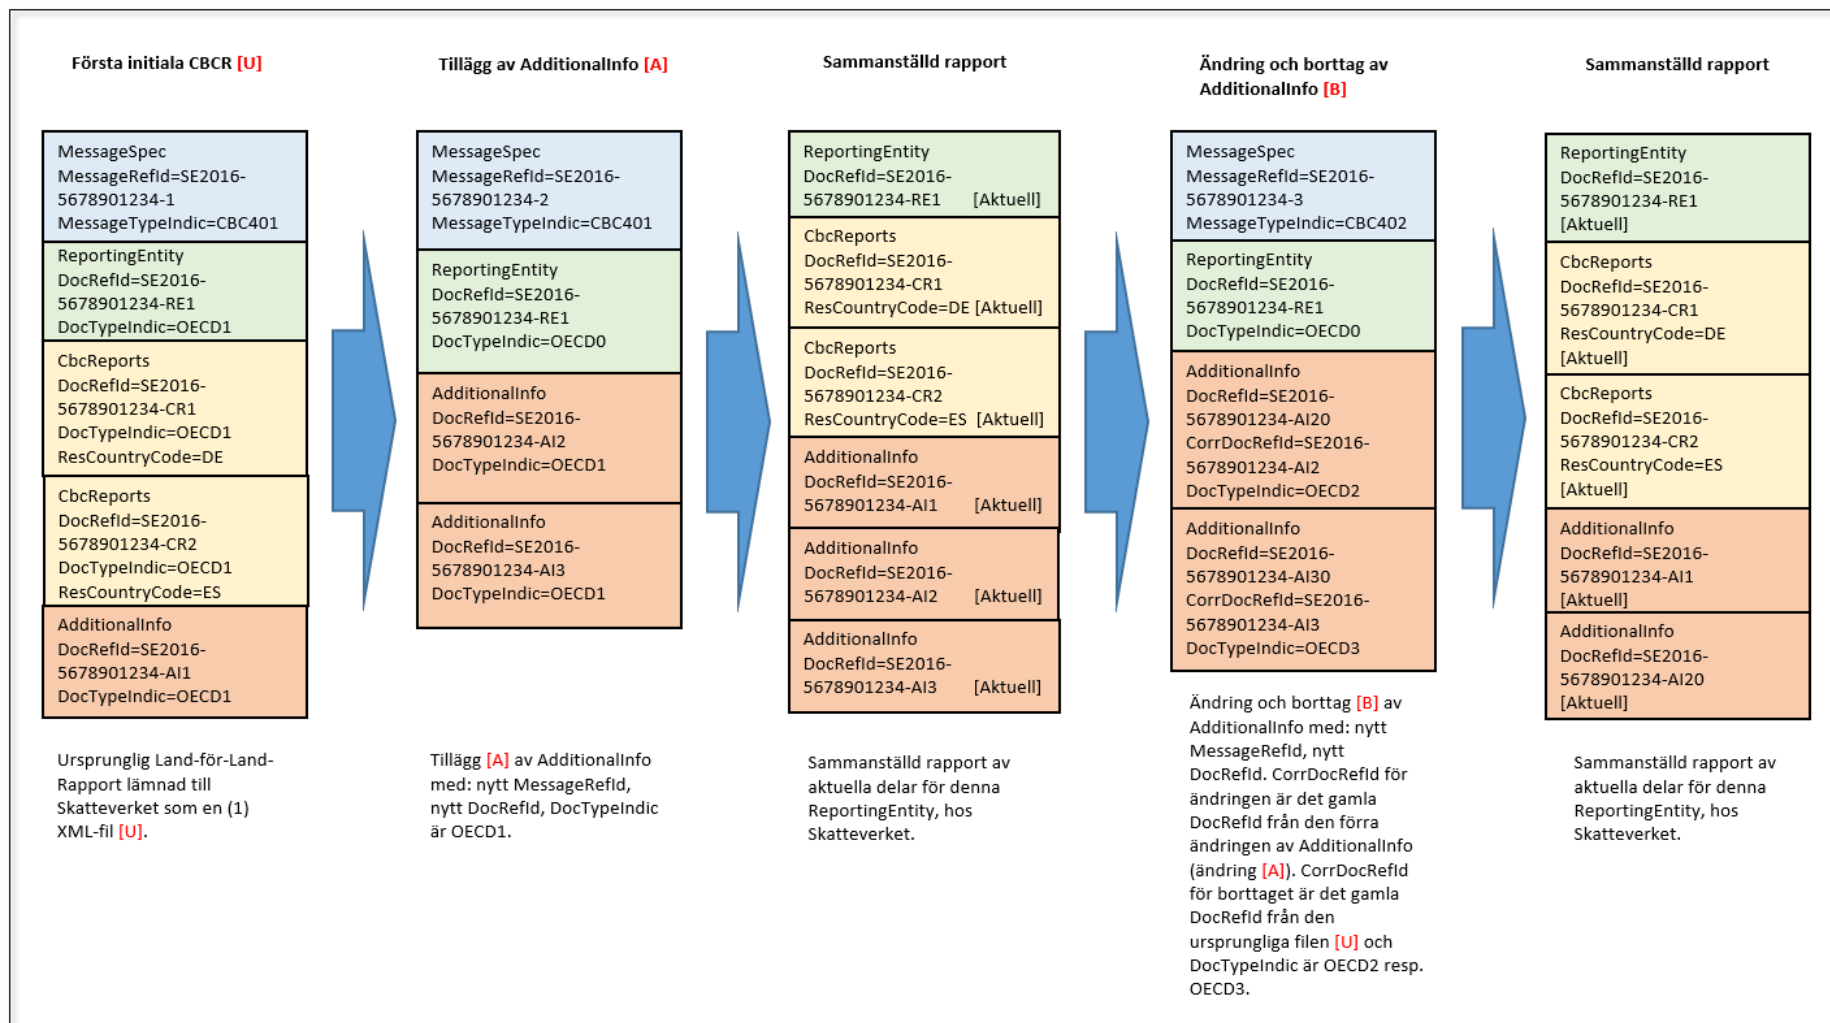 Första initiala CBCR [U]
MessageSpec
MessageRefId=SE2016-
5678901234-1
MessageTypeIndic=CBC401
ReportingEntity
DocRefId=SE2016-
5678901234-RE1
DocTypeIndic=OECD1
CbcReports
DocRefId=SE2016-
5678901234-CR1
DocTypeIndic=OECD1
ResCountryCode=DE
CbcReports
DocRefId=SE2016-
5678901234-CR2
DocTypeIndic=OECD1
ResCountryCode=ES
AdditionalInfo
DocRefId=SE2016-
5678901234-AI1
DocTypeIndic=OECD1
Ursprunglig Land-för-Land-
Rapport lämnad till
Skatteverket som en (1)
XML-fil [U].
Tillägg av AdditionalInfo [A]
MessageSpec
MessageRefId=SE2016-
5678901234-2
MessageTypeIndic=CBC401
ReportingEntity
DocRefId=SE2016-
5678901234-RE1
DocTypeIndic=OECD0
AdditionalInfo
DocRefId=SE2016-
5678901234-AI2
DocTypeIndic=OECD1
AdditionalInfo
DocRefId=SE2016-
5678901234-AI3
DocTypeIndic=OECD1
Tillägg [A] av AdditionalInfo
med: nytt MessageRefId,
nytt DocRefId, DocTypeIndic
är OECD1.
Sammanställd rapport
ReportingEntity
DocRefId=SE2016-
5678901234-RE1 [Aktuell]
CbcReports
DocRefId=SE2016-
5678901234-CR1
ResCountryCode=DE [Aktuell]
CbcReports
DocRefId=SE2016-
5678901234-CR2
ResCountryCode=ES [Aktuell]
AdditionalInfo
DocRefId=SE2016-
5678901234-AI1 [Aktuell]
AdditionalInfo
DocRefId=SE2016-
5678901234-AI2 [Aktuell]
AdditionalInfo
DocRefId=SE2016-
5678901234-AI3 [Aktuell]
Sammanställd rapport av
aktuella delar för denna
ReportingEntity, hos
Skatteverket.
Ändring och borttag av
AdditionalInfo [B]
MessageSpec
MessageRefId=SE2016-
5678901234-3
MessageTypeIndic=CBC402
ReportingEntity
DocRefId=SE2016-
5678901234-RE1
DocTypeIndic=OECD0
AdditionalInfo
DocRefId=SE2016-
5678901234-AI20
CorrDocRefId=SE2016-
5678901234-AI2
DocTypeIndic=OECD2
AdditionalInfo
DocRefId=SE2016-
5678901234-AI30
CorrDocRefId=SE2016-
5678901234-AI3
DocTypeIndic=OECD3
Ändring och borttag [B] av
AdditionalInfo med: nytt
MessageRefId, nytt
DocRefId. CorrDocRefId för
ändringen är det gamla
DocRefId från den förra
ändringen av AdditionalInfo
(ändring [A]). CorrDocRefId
för borttaget är det gamla
DocRefId från den
ursprungliga filen [U] och
DocTypeIndic är OECD2 resp.
OECD3.
Sammanställd rapport
ReportingEntity
DocRefId=SE2016-
5678901234-RE1
[Aktuell]
CbcReports
DocRefId=SE2016-
5678901234-CR1
ResCountryCode=DE
[Aktuell]
CbcReports
DocRefId=SE2016-
5678901234-CR2
ResCountryCode=ES
[Aktuell]
AdditionalInfo
DocRefId=SE2016-
5678901234-AI1
[Aktuell]
AdditionalInfo
DocRefId=SE2016-
5678901234-AI20
[Aktuell]
Sammanställd rapport av
aktuella delar för denna
ReportingEntity, hos
Skatteverket.